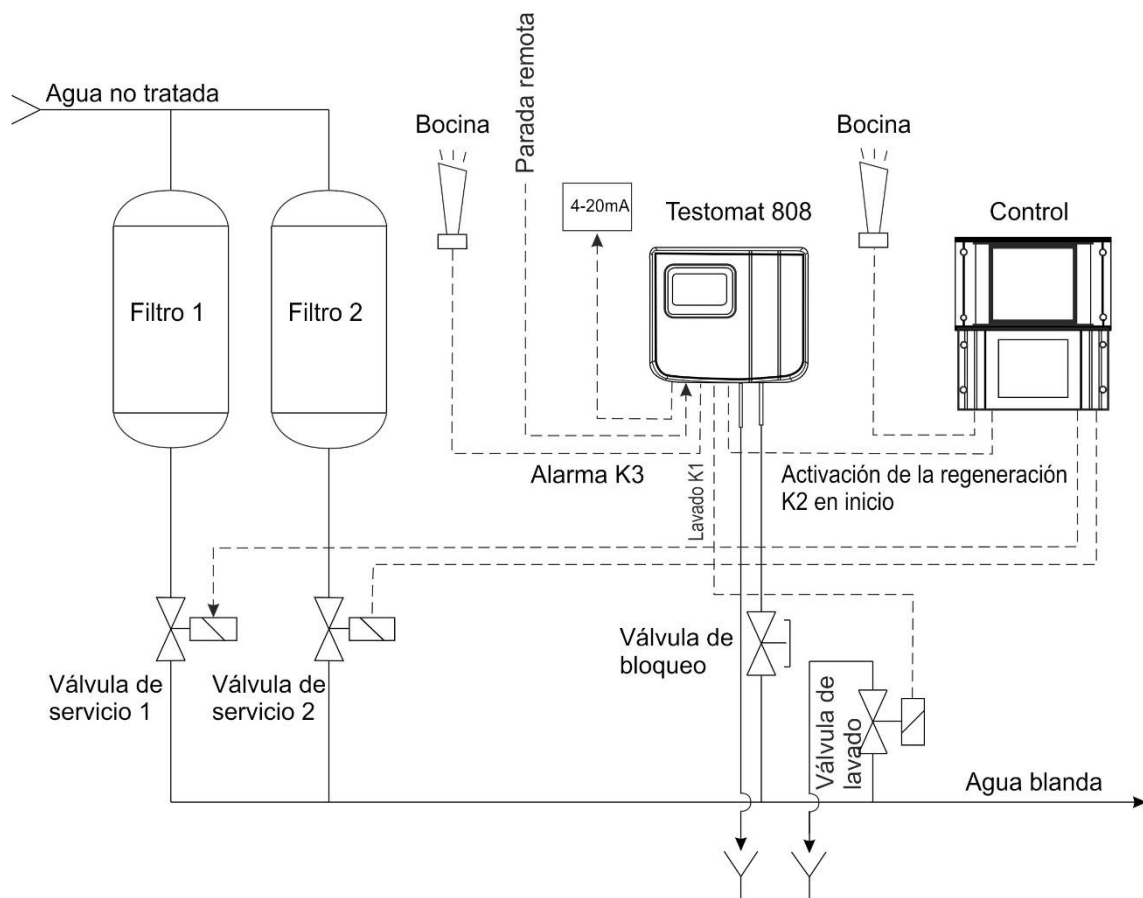 Agua no tratada
Bocina
Parada remota
4-20mA
Testomat 808
Bocina
Control
Filtro 1
Filtro 2
Alarma K3
Lavado K1
Activación de la regeneración
K2 en inicio
Válvula de
servicio 1
Válvula de
servicio 2
Válvula de
bloqueo
Válvula de
lavado
Agua blanda